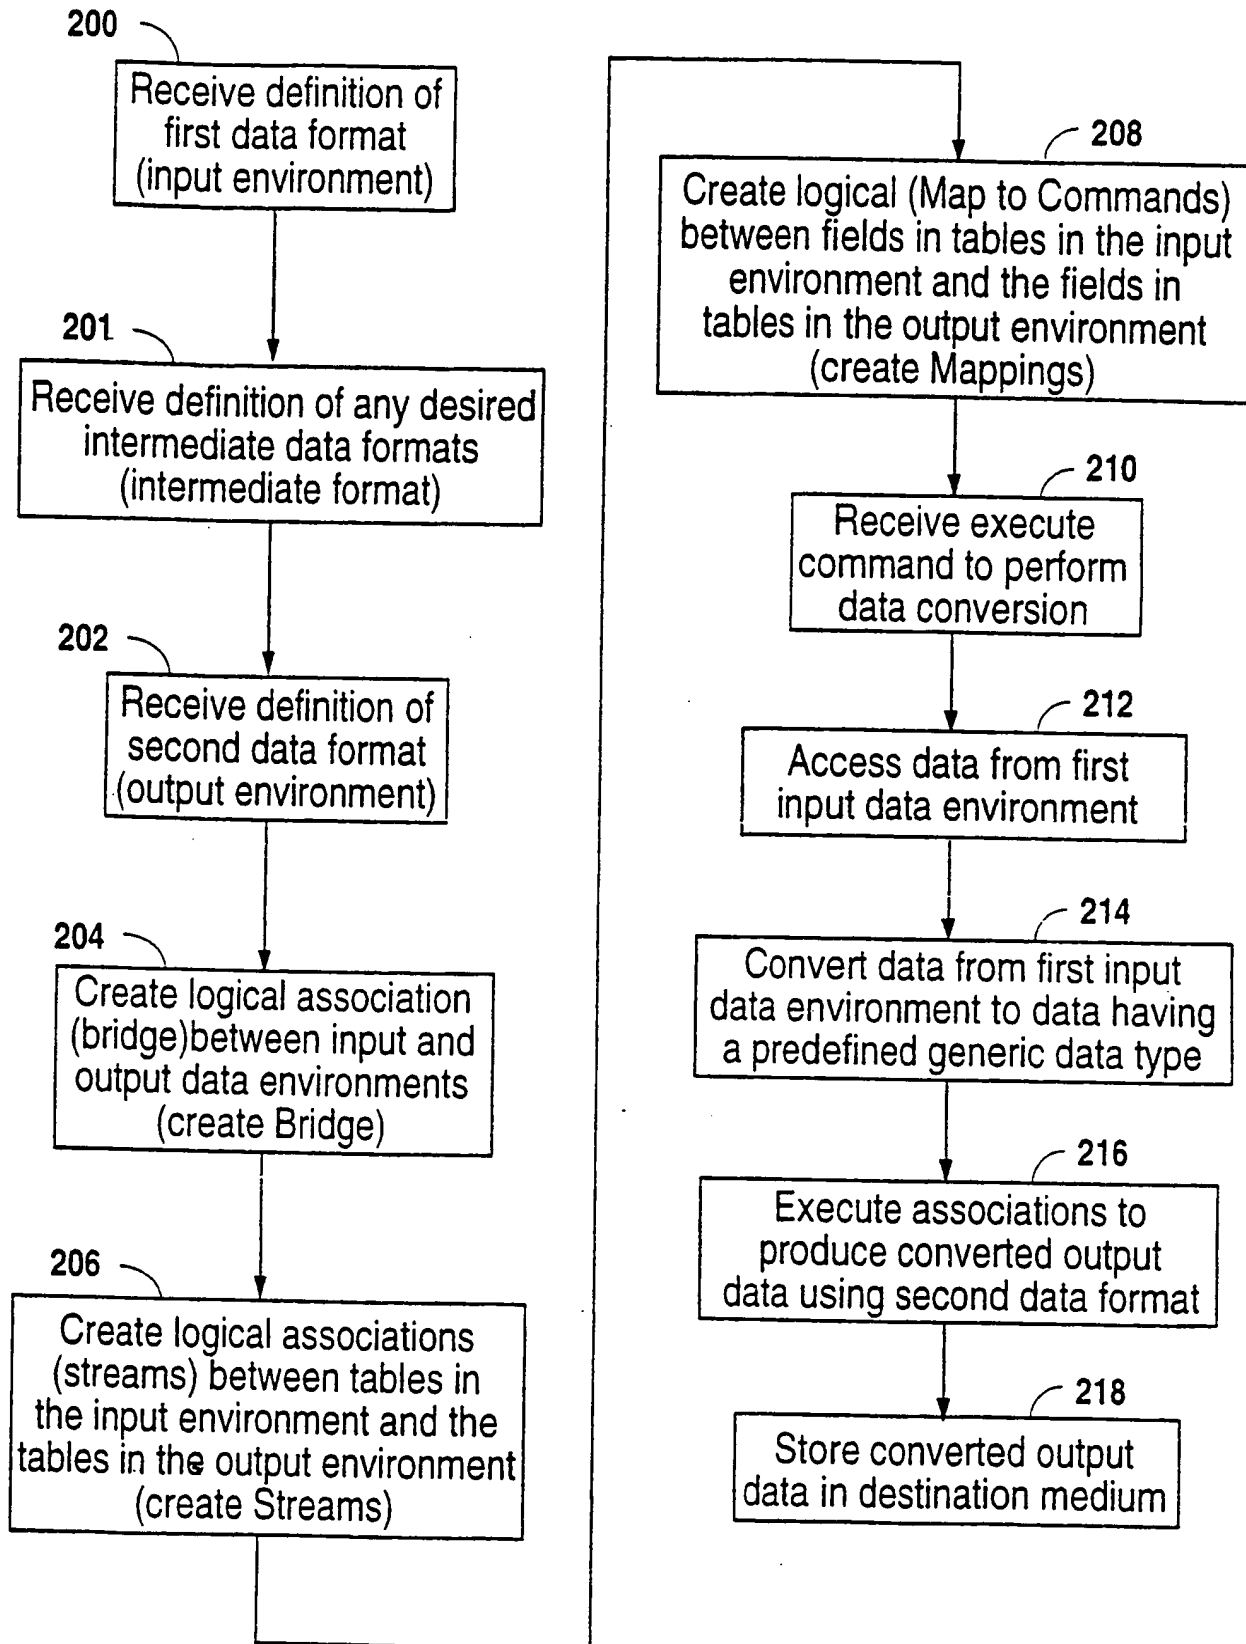 200
Receive definition of
first data format
(input environment)
201
Receive definition of any desired
intermediate data formats
(intermediate format)
202
Receive definition of
second data format
(output environment)
204
Create logical association
(bridge)between input and
output data environments
(create Bridge)
206
Create logical associations
(streams) between tables in
the input environment and the
tables in the output environment
(create Streams)
208
Create logical (Map to Commands)
between fields in tables in the input
environment and the fields in
tables in the output environment
(create Mappings)
210
Receive execute
command to perform
data conversion
212
Access data from first
input data environment
214
Convert data from first input
data environment to data having
a predefined generic data type
216
Execute associations to
produce converted output
data using second data format
218
Store converted output
data in destination medium